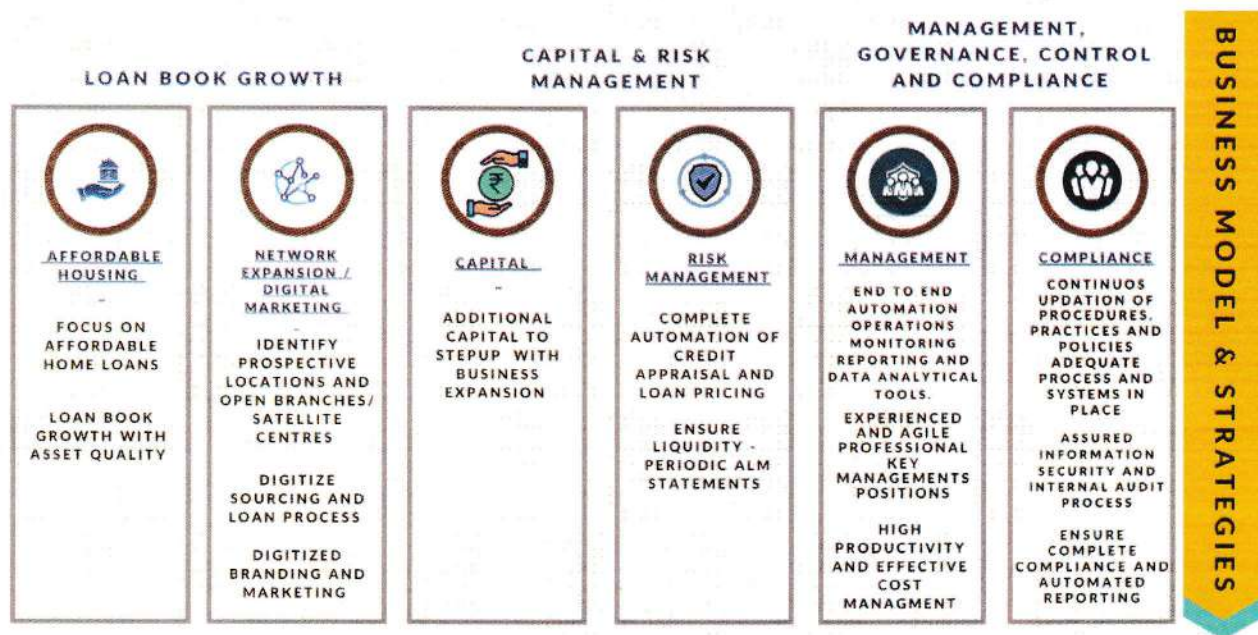 LOAN BOOK GROWTH
CAPITAL & RISK
MANAGEMENT
MANAGEMENT,
GOVERNANCE, CONTROL
AND COMPLIANCE
AFFORDABLE
HOUSING
-
FOCUS ON
AFFORDABLE
HOME LOANS
LOAN BOOK
GROWTH WITH
ASSET QUALITY
NETWORK
EXPANSION /
DIGITAL
MARKETING
-
IDENTIFY
PROSPECTIVE
LOCATIONS AND
OPEN BRANCHES/
SATELLITE
CENTRES
DIGITIZE
SOURCING AND
LOAN PROCESS
DIGITIZED
BRANDING AND
MARKETING
₹
CAPITAL
-
ADDITIONAL
CAPITAL TO
STEPUP WITH
BUSINESS
EXPANSION
RISK
MANAGEMENT
COMPLETE
AUTOMATION OF
CREDIT
APPRAISAL AND
LOAN PRICING
ENSURE
LIQUIDITY -
PERIODIC ALM
STATEMENTS
MANAGEMENT
END TO END
AUTOMATION
OPERATIONS
MONITORING
REPORTING AND
DATA ANALYTICAL
TOOLS.
EXPERIENCED
AND AGILE
PROFESSIONAL
KEY
MANAGEMENTS
POSITIONS
HIGH
PRODUCTIVITY
AND EFFECTIVE
COST
MANAGMENT
COMPLIANCE
CONTINUOS
UPDATION OF
PROCEDURES,
PRACTICES AND
POLICIES
ADEQUATE
PROCESS AND
SYSTEMS IN
PLACE
ASSURED
INFORMATION
SECURITY AND
INTERNAL AUDIT
PROCESS
ENSURE
COMPLETE
COMPLIANCE AND
AUTOMATED
REPORTING
BUSINESS MODEL & STRATEGIES